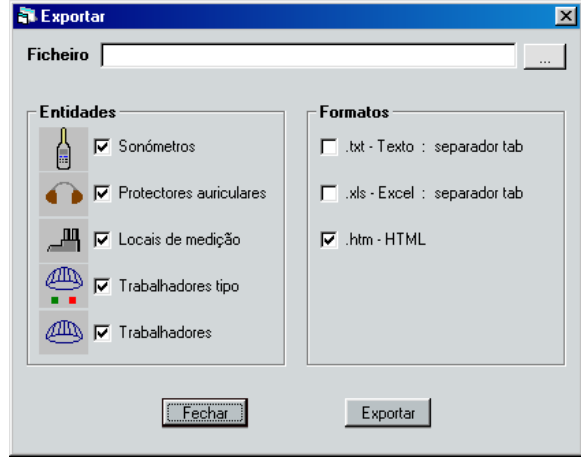 Exportar
Ficheiro
...
Entidades
Sonómetros
Protectores auriculares
Locais de medição
Trabalhadores tipo
Trabalhadores
Formatos
.txt - Texto : separador tab
.xls - Excel : separador tab
.htm - HTML
Fechar
Exportar